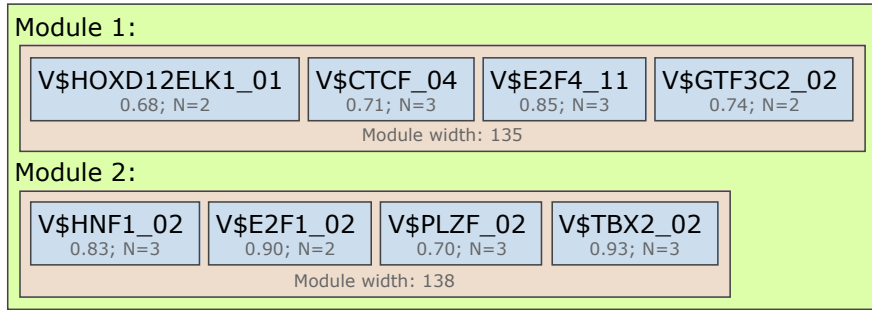 Module 1:
V$HOXD12ELK1_01 V$CTCF_04 V$E2F4_11 V$GTF3C2_02
0.68; N=2 0.71; N=3 0.85; N=3 0.74; N=2
Module width: 135
Module 2:
V$HNF1_02 V$E2F1_02 V$PLZF_02 V$TBX2_02
0.83; N=3 0.90; N=2 0.70; N=3 0.93; N=3
Module width: 138